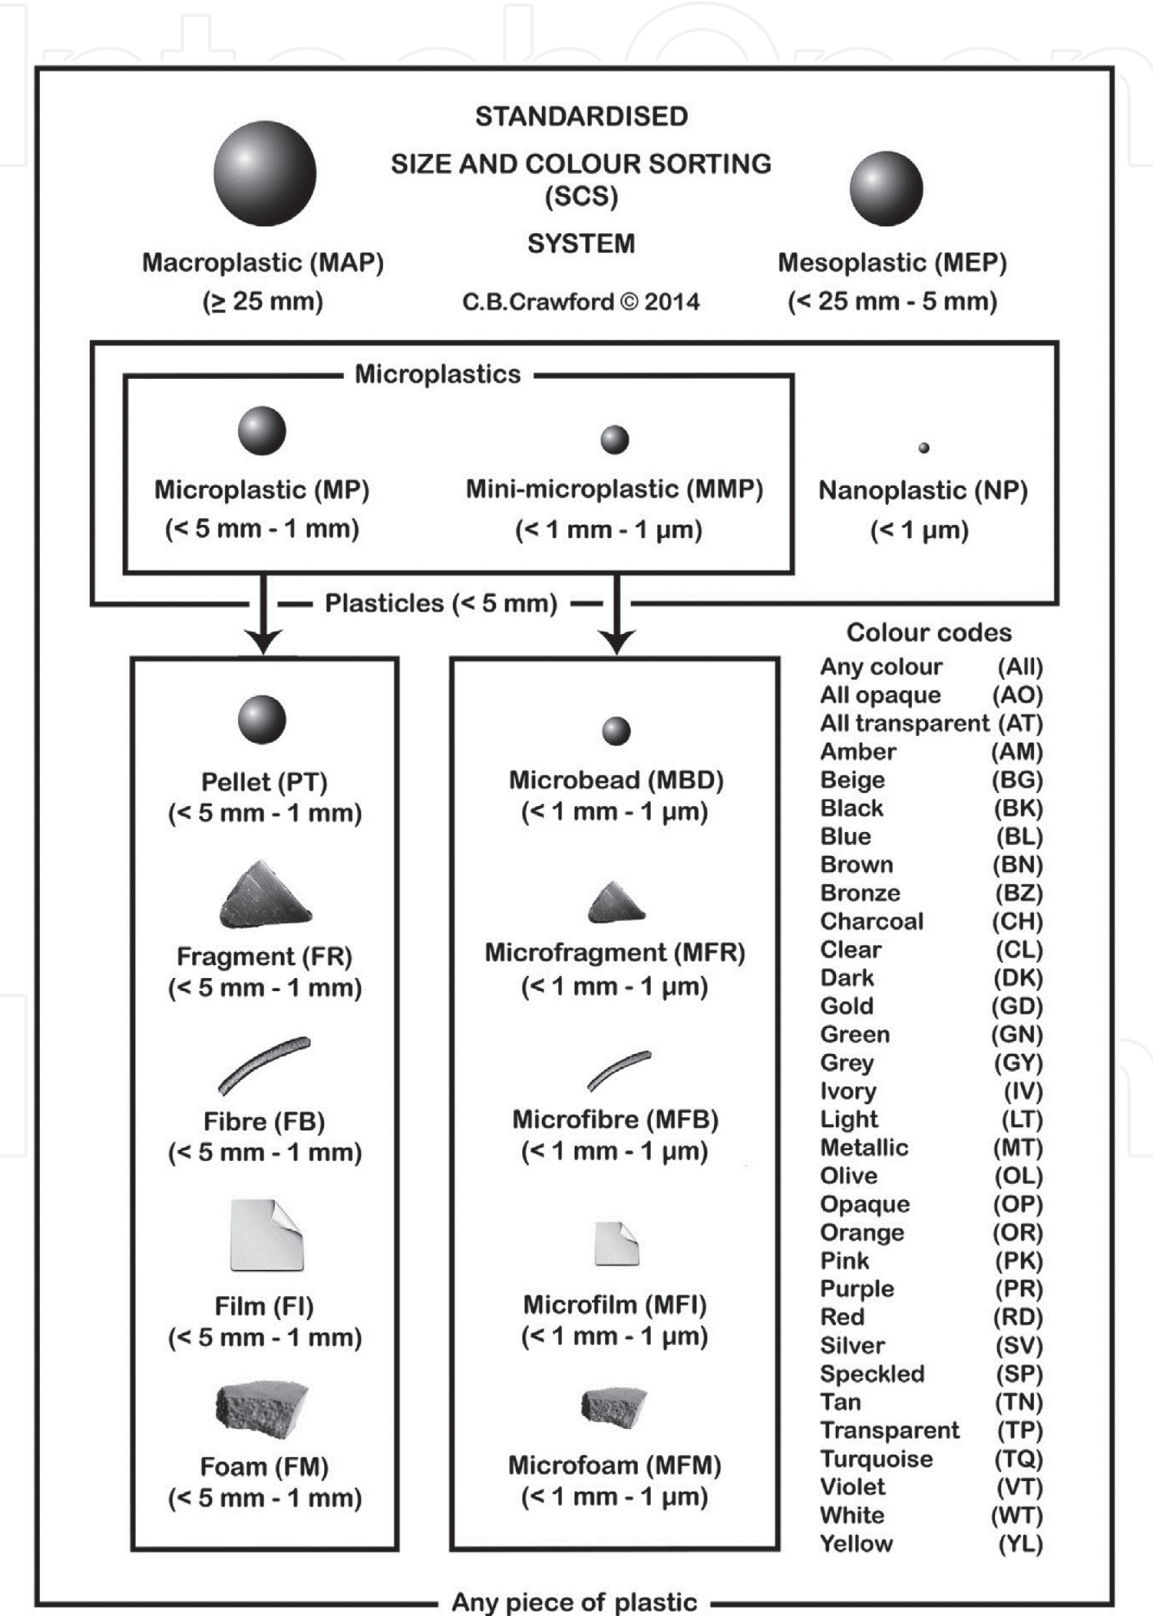 IntechOpen
STANDARDISED
SIZE AND COLOUR SORTING
(SCS)
SYSTEM
C.B.Crawford © 2014
Macroplastic (MAP)
(≥ 25 mm)
Mesoplastic (MEP)
(< 25 mm - 5 mm)
Microplastics
Microplastic (MP)
(< 5 mm - 1 mm)
Mini-microplastic (MMP)
(< 1 mm - 1 µm)
Nanoplastic (NP)
(< 1 µm)
Plasticles (< 5 mm)
Pellet (PT)
(< 5 mm - 1 mm)
Fragment (FR)
(< 5 mm - 1 mm)
Fibre (FB)
(< 5 mm - 1 mm)
Film (FI)
(< 5 mm - 1 mm)
Foam (FM)
(< 5 mm - 1 mm)
Microbead (MBD)
(< 1 mm - 1 µm)
Microfragment (MFR)
(< 1 mm - 1 µm)
Microfibre (MFB)
(< 1 mm - 1 µm)
Microfilm (MFI)
(< 1 mm - 1 µm)
Microfoam (MFM)
(< 1 mm - 1 µm)
Colour codes
Any colour (All)
All opaque (AO)
All transparent (AT)
Amber (AM)
Beige (BG)
Black (BK)
Blue (BL)
Brown (BN)
Bronze (BZ)
Charcoal (CH)
Clear (CL)
Dark (DK)
Gold (GD)
Green (GN)
Grey (GY)
Ivory (IV)
Light (LT)
Metallic (MT)
Olive (OL)
Opaque (OP)
Orange (OR)
Pink (PK)
Purple (PR)
Red (RD)
Silver (SV)
Speckled (SP)
Tan (TN)
Transparent (TP)
Turquoise (TQ)
Violet (VT)
White (WT)
Yellow (YL)
Any piece of plastic